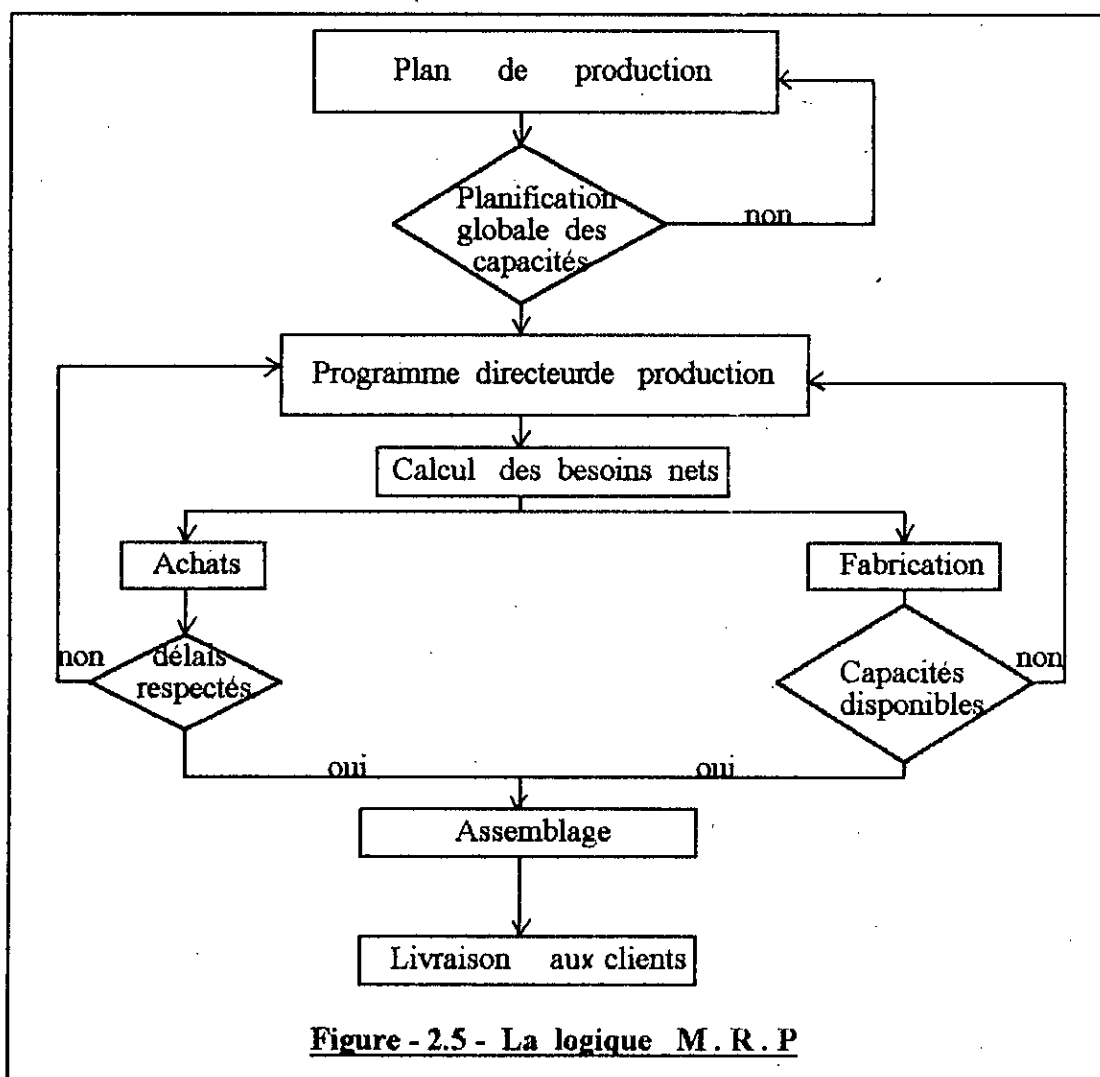 Plan de production
Planification
globale des
capacités
non
Programme directeurde production
Calcul des besoins nets
Achats
Fabrication
non
délais
respectés
Capacités
disponibles
non
oui
oui
Assemblage
Livraison aux clients
Figure - 2.5 - La logique M . R . P